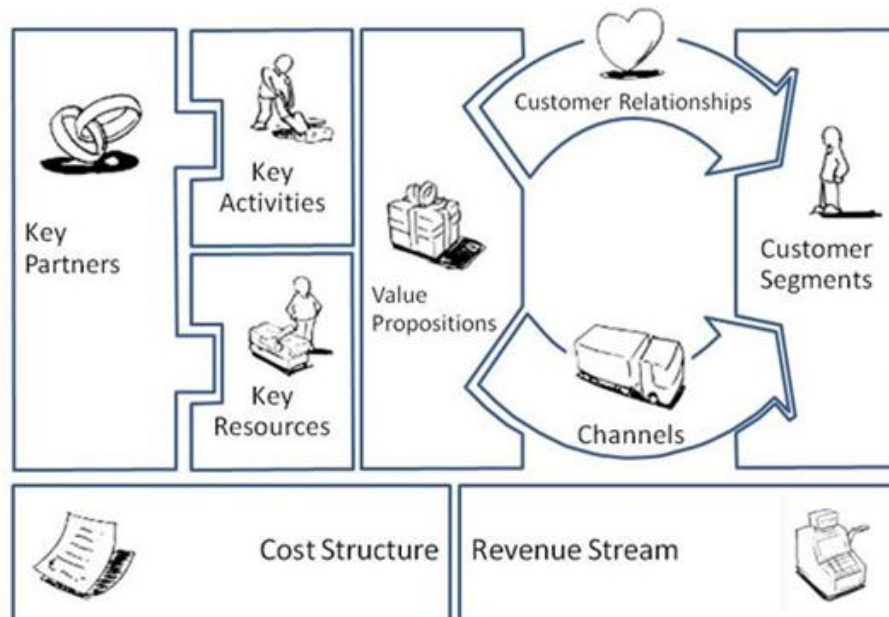 Key
Partners
Key
Activities
Key
Resources
Value
Propositions
Customer Relationships
Channels
Customer
Segments
Cost Structure
Revenue Stream